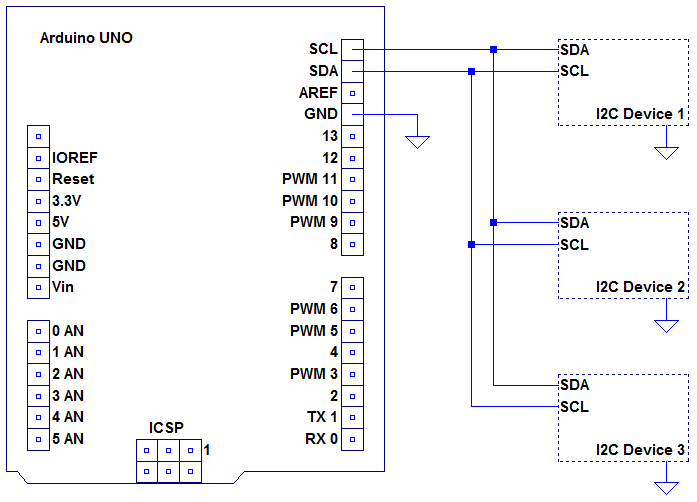 Arduino UNO
SCL
SDA
AREF
GND
13
12
PWM 11
PWM 10
PWM 9
8
IOREF
Reset
3.3V
5V
GND
GND
Vin
7
PWM 6
PWM 5
4
PWM 3
2
TX 1
RX 0
0 AN
1 AN
2 AN
3 AN
4 AN
5 AN
ICSP
1
SDA
SCL
I2C Device 1
SDA
SCL
I2C Device 2
SDA
SCL
I2C Device 3